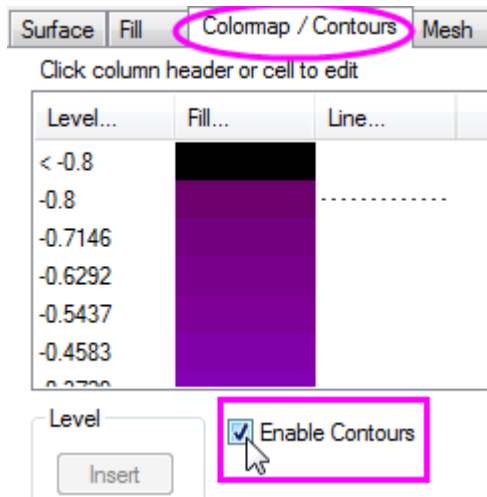 Surface Fill Colormap / Contours Mesh
Click column header or cell to edit
Level... Fill... Line...
< -0.8
-0.8
-0.7146
-0.6292
-0.5437
-0.4583
Level
Enable Contours
Insert